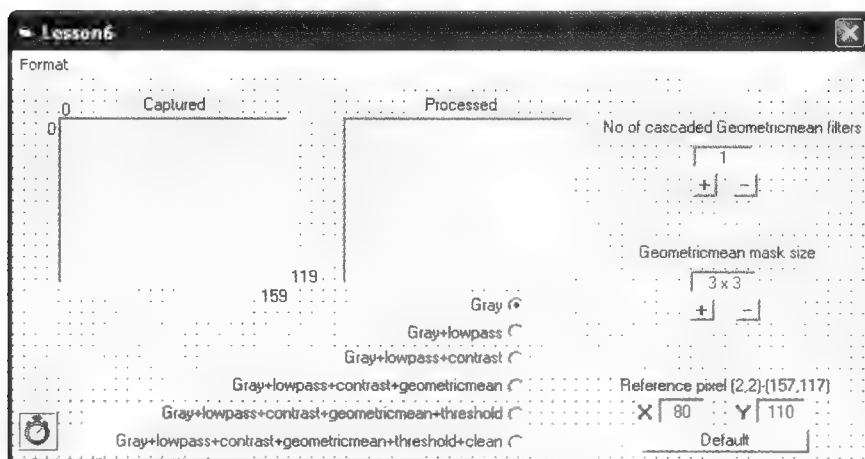 Lesson6
Format
Captured
Processed
0
0
119
159
No of cascaded Geometricmean filters
1
+ -
Geometricmean mask size
3 x 3
+ -
Gray
Gray+lowpass
Gray+lowpass+contrast
Gray+lowpass+contrast+geometricmean
Gray+lowpass+contrast+geometricmean+threshold
Gray+lowpass+contrast+geometricmean+threshold+clean
Reference pixel (2,2)-(157,117)
X 80 Y 110
Default